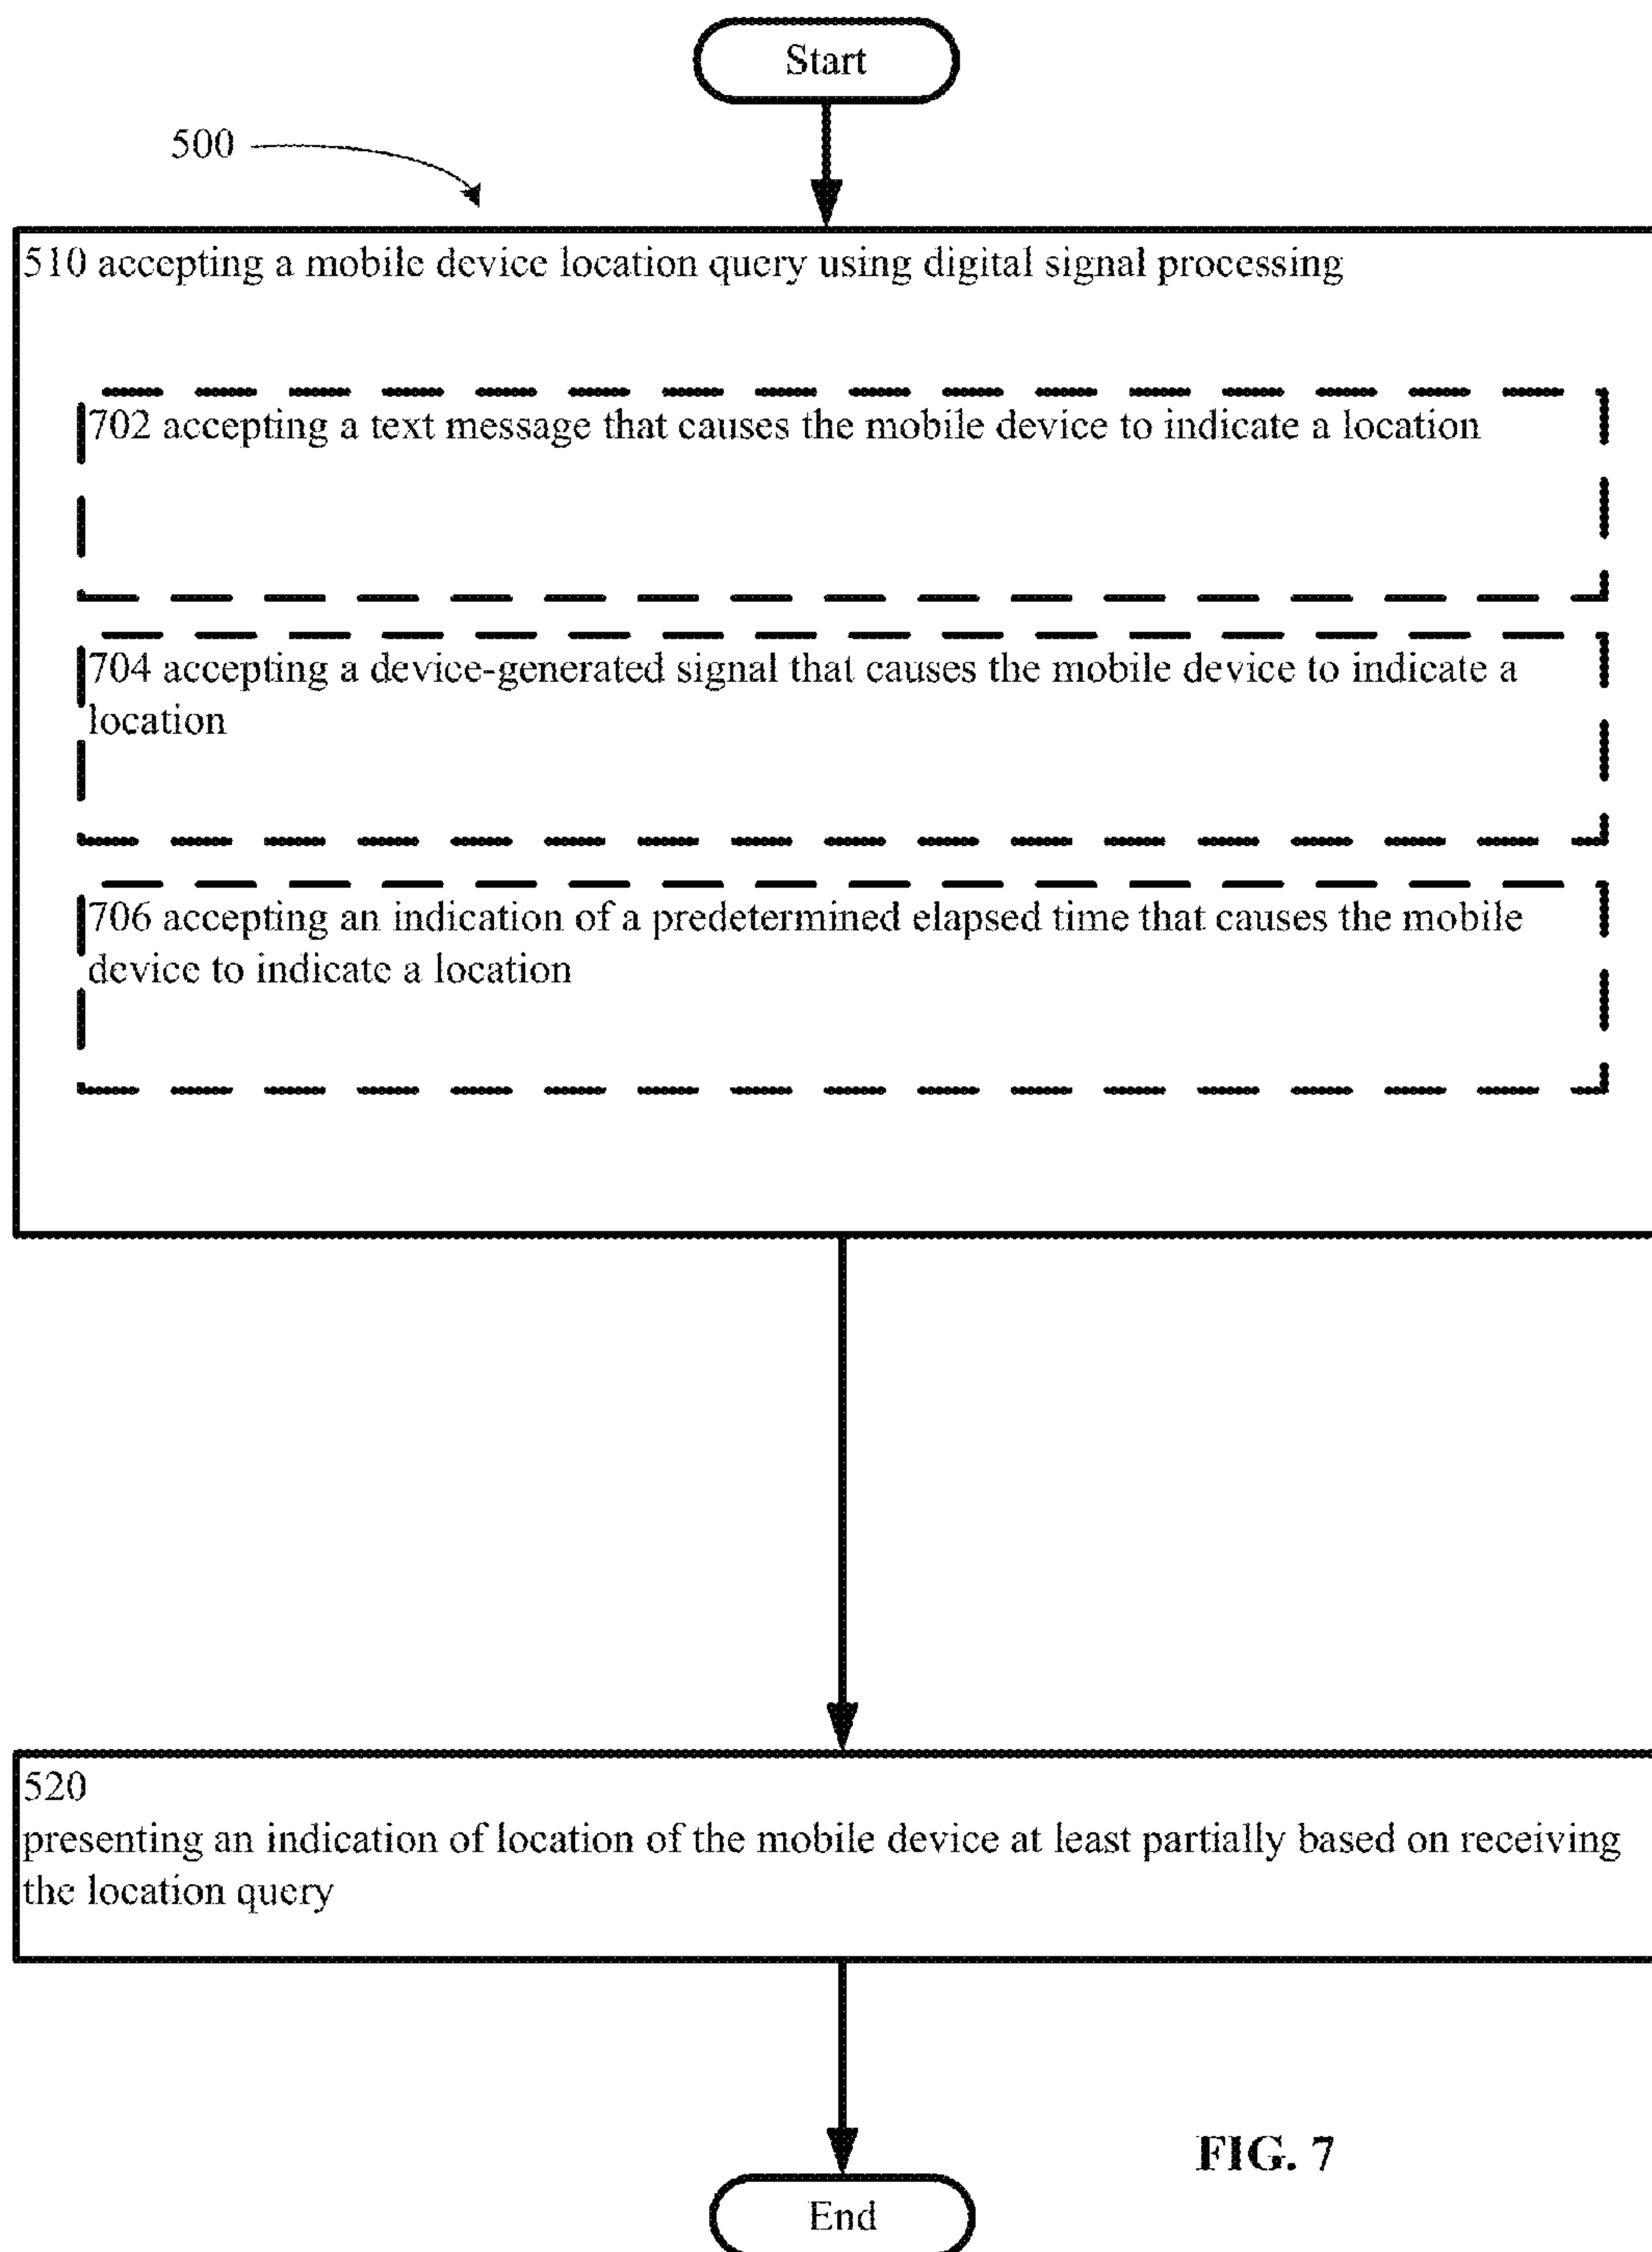 Start
500
510 accepting a mobile device location query using digital signal processing
702 accepting a text message that causes the mobile device to indicate a location
704 accepting a device-generated signal that causes the mobile device to indicate a
location
706 accepting an indication of a predetermined elapsed time that causes the mobile
device to indicate a location
520
presenting an indication of location of the mobile device at least partially based on receiving
the location query
FIG. 7
End